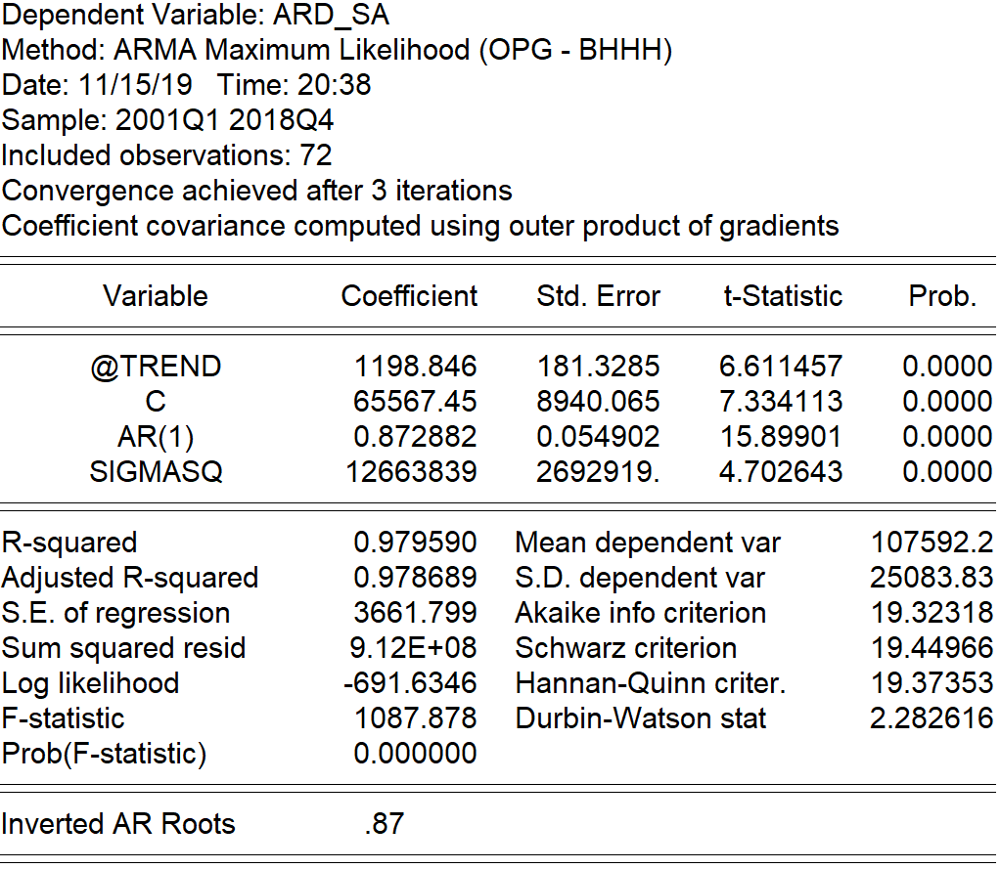 Dependent Variable: ARD_SA
Method: ARMA Maximum Likelihood (OPG - BHHH)
Date: 11/15/19 Time: 20:38
Sample: 2001Q1 2018Q4
Included observations: 72
Convergence achieved after 3 iterations
Coefficient covariance computed using outer product of gradients
Variable Coefficient Std. Error t-Statistic Prob.
@TREND 1198.846 181.3285 6.611457 0.0000
C 65567.45 8940.065 7.334113 0.0000
AR(1) 0.872882 0.054902 15.89901 0.0000
SIGMASQ 12663839 2692919. 4.702643 0.0000
R-squared 0.979590 Mean dependent var 107592.2
Adjusted R-squared 0.978689 S.D. dependent var 25083.83
S.E. of regression 3661.799 Akaike info criterion 19.32318
Sum squared resid 9.12E+08 Schwarz criterion 19.44966
Log likelihood -691.6346 Hannan-Quinn criter. 19.37353
F-statistic 1087.878 Durbin-Watson stat 2.282616
Prob(F-statistic) 0.000000
Inverted AR Roots .87